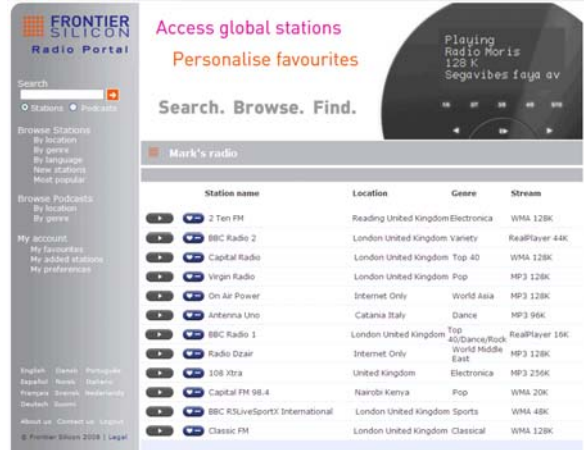 FRONTIER
SILICON
Radio Portal
Search
Stations Podcasts
Browse Stations
By location
By genre
By language
New stations
Most popular
Browse Podcasts
By location
By genre
My account
My favourites
My added stations
My preferences
English Dansk Português
Español Norsk Italiano
Français Svensk Nederlands
Deutsch Suomi
About us Contact us Logout
© Frontier Silicon 2008 | Legal
Access global stations
Personalise favourites
Search. Browse. Find.
Playing
Radio Moris
128 K
Segavibes faya av
Mark's radio
Station name Location Genre Stream
2 Ten FM Reading United Kingdom Electronica WMA 128K
BBC Radio 2 London United Kingdom Variety RealPlayer 44K
Capital Radio London United Kingdom Top 40 WMA 128K
Virgin Radio London United Kingdom Pop MP3 128K
On Air Power Internet Only World Asia MP3 128K
Antenna Uno Catania Italy Dance MP3 96K
BBC Radio 1 London United Kingdom Top 40/Dance/Rock RealPlayer 16K
Radio Dzair Internet Only World Middle East MP3 128K
108 Xtra United Kingdom Electronica MP3 256K
Capital FM 98.4 Nairobi Kenya Pop WMA 20K
BBC R5LiveSportX International London United Kingdom Sports WMA 48K
Classic FM London United Kingdom Classical WMA 128K